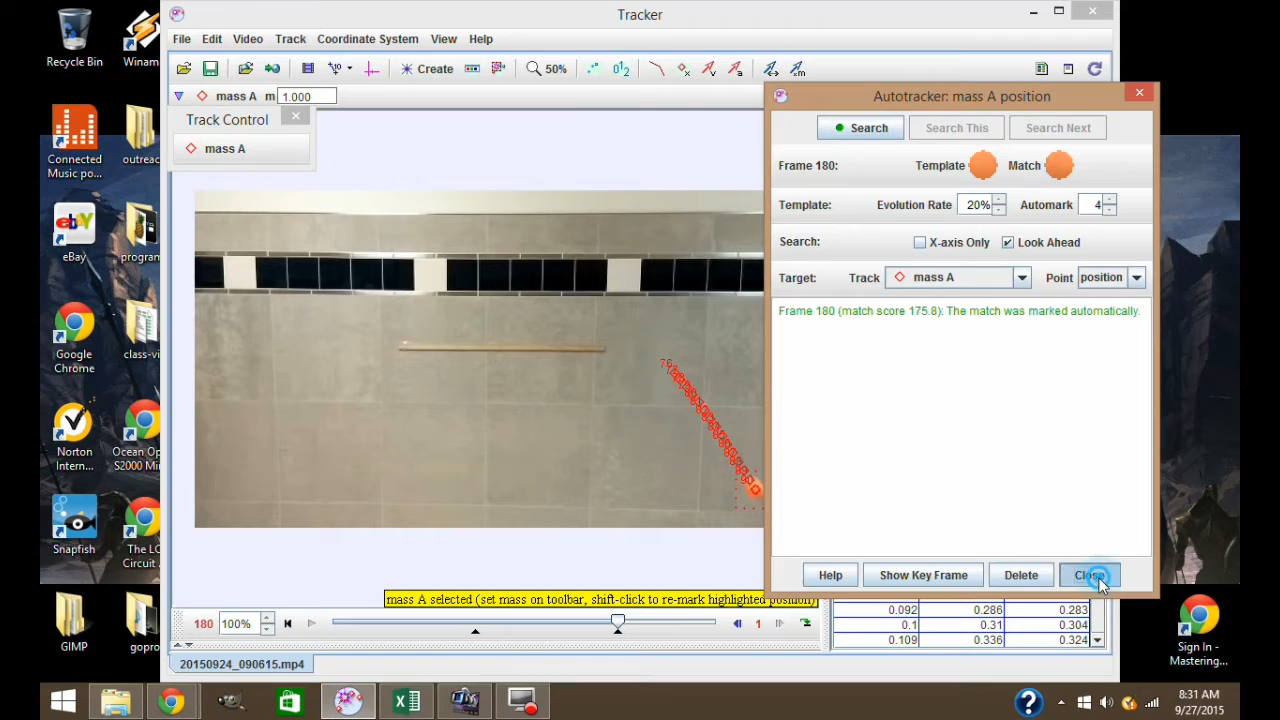 Recycle Bin
Winam
Connected
Music po...
outreac
eBay
program
Google
Chrome
class-vi
Norton
Intern...
Ocean Op
S2000 Mi
Snapfish
The LC
Circuit
GIMP
gopro
Tracker
File Edit Video Track Coordinate System View Help
Create 50%
mass A m 1.000
Track Control
mass A
76
90
mass A selected (set mass on toolbar, shift-click to re-mark highlighted position)
180 100% 1
20150924_090615.mp4
Autotracker: mass A position
Search Search This Search Next
Frame 180: Template Match
Template: Evolution Rate 20% Automark 4
Search: X-axis Only Look Ahead
Target: Track mass A Point position
Frame 180 (match score 175.8): The match was marked automatically.
Help Show Key Frame Delete Close
0.092 0.286 0.283
0.1 0.31 0.304
0.109 0.336 0.324
Sign In -
Mastering...
8:31 AM
9/27/2015